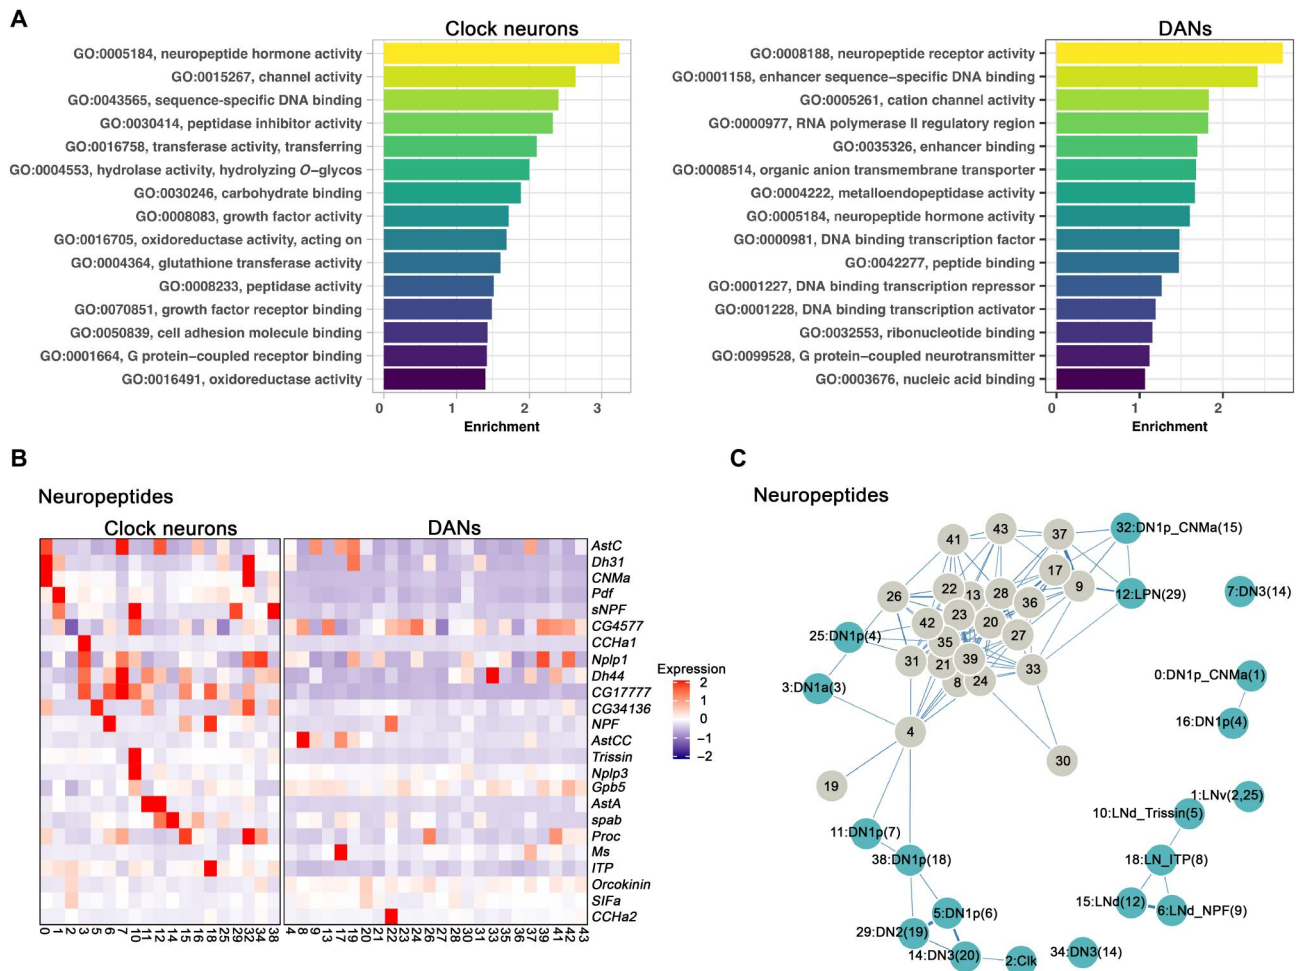 A
Clock neurons
GO:0005184, neuropeptide hormone activity
GO:0015267, channel activity
GO:0043565, sequence-specific DNA binding
GO:0030414, peptidase inhibitor activity
GO:0016758, transferase activity, transferring
GO:0004553, hydrolase activity, hydrolyzing O−glycos
GO:0030246, carbohydrate binding
GO:0008083, growth factor activity
GO:0016705, oxidoreductase activity, acting on
GO:0004364, glutathione transferase activity
GO:0008233, peptidase activity
GO:0070851, growth factor receptor binding
GO:0050839, cell adhesion molecule binding
GO:0001664, G protein−coupled receptor binding
GO:0016491, oxidoreductase activity
0 1 2 3
Enrichment
DANs
GO:0008188, neuropeptide receptor activity
GO:0001158, enhancer sequence−specific DNA binding
GO:0005261, cation channel activity
GO:0000977, RNA polymerase II regulatory region
GO:0035326, enhancer binding
GO:0008514, organic anion transmembrane transporter
GO:0004222, metalloendopeptidase activity
GO:0005184, neuropeptide hormone activity
GO:0000981, DNA binding transcription factor
GO:0042277, peptide binding
GO:0001227, DNA binding transcription repressor
GO:0001228, DNA binding transcription activator
GO:0032553, ribonucleotide binding
GO:0099528, G protein−coupled neurotransmitter
GO:0003676, nucleic acid binding
0 1 2
Enrichment
B
Neuropeptides
Clock neurons DANs
AstC
Dh31
CNMa
Pdf
sNPF
CG4577
CCHa1
Nplp1
Dh44
CG17777
CG34136
NPF
AstCC
Trissin
Nplp3
Gpb5
AstA
spab
Proc
Ms
ITP
Orcokinin
SIFa
CCHa2
0 1 2 3 5 6 7 10 11 12 14 15 16 18 25 29 32 34 38
4 8 9 13 17 19 20 21 22 23 24 26 27 28 30 31 33 35 36 37 39 41 42 43
Expression
2
1
0
−1
−2
C
Neuropeptides
43
41
37
32:DN1p_CNMa(15)
17
9
12:LPN(29)
7:DN3(14)
26
22
13
28
36
42
23
20
27
25:DN1p(4)
35
31
21
39
33
8
24
3:DN1a(3)
0:DN1p_CNMa(1)
16:DN1p(4)
4
30
19
1:LNv(2,25)
10:LNd_Trissin(5)
11:DN1p(7)
38:DN1p(18)
18:LN_ITP(8)
15:LNd(12)
6:LNd_NPF(9)
5:DN1p(6)
29:DN2(19)
14:DN3(20)
2:Clk
34:DN3(14)